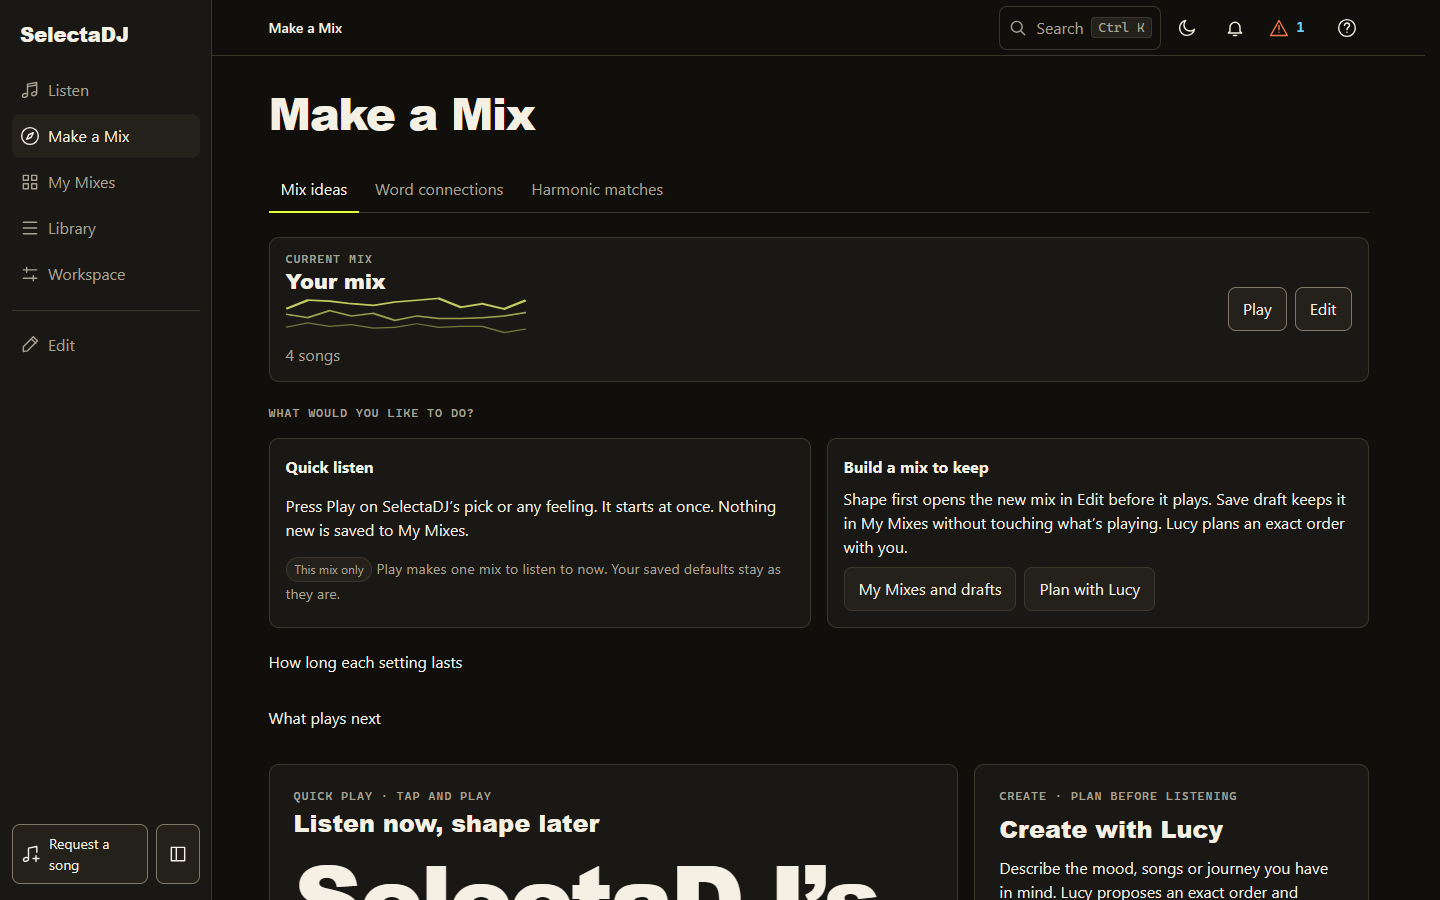 SelectaDJ
Listen
Make a Mix
My Mixes
Library
Workspace
Edit
Request a
song
Make a Mix
Search Ctrl K
1
Make a Mix
Mix ideas
Word connections
Harmonic matches
CURRENT MIX
Your mix
4 songs
Play
Edit
WHAT WOULD YOU LIKE TO DO?
Quick listen
Press Play on SelectaDJ’s pick or any feeling. It starts at once. Nothing
new is saved to My Mixes.
This mix only Play makes one mix to listen to now. Your saved defaults stay as
they are.
Build a mix to keep
Shape first opens the new mix in Edit before it plays. Save draft keeps it
in My Mixes without touching what’s playing. Lucy plans an exact order
with you.
My Mixes and drafts
Plan with Lucy
How long each setting lasts
What plays next
QUICK PLAY · TAP AND PLAY
Listen now, shape later
SelectaDJ’s
CREATE · PLAN BEFORE LISTENING
Create with Lucy
Describe the mood, songs or journey you have
in mind. Lucy proposes an exact order and